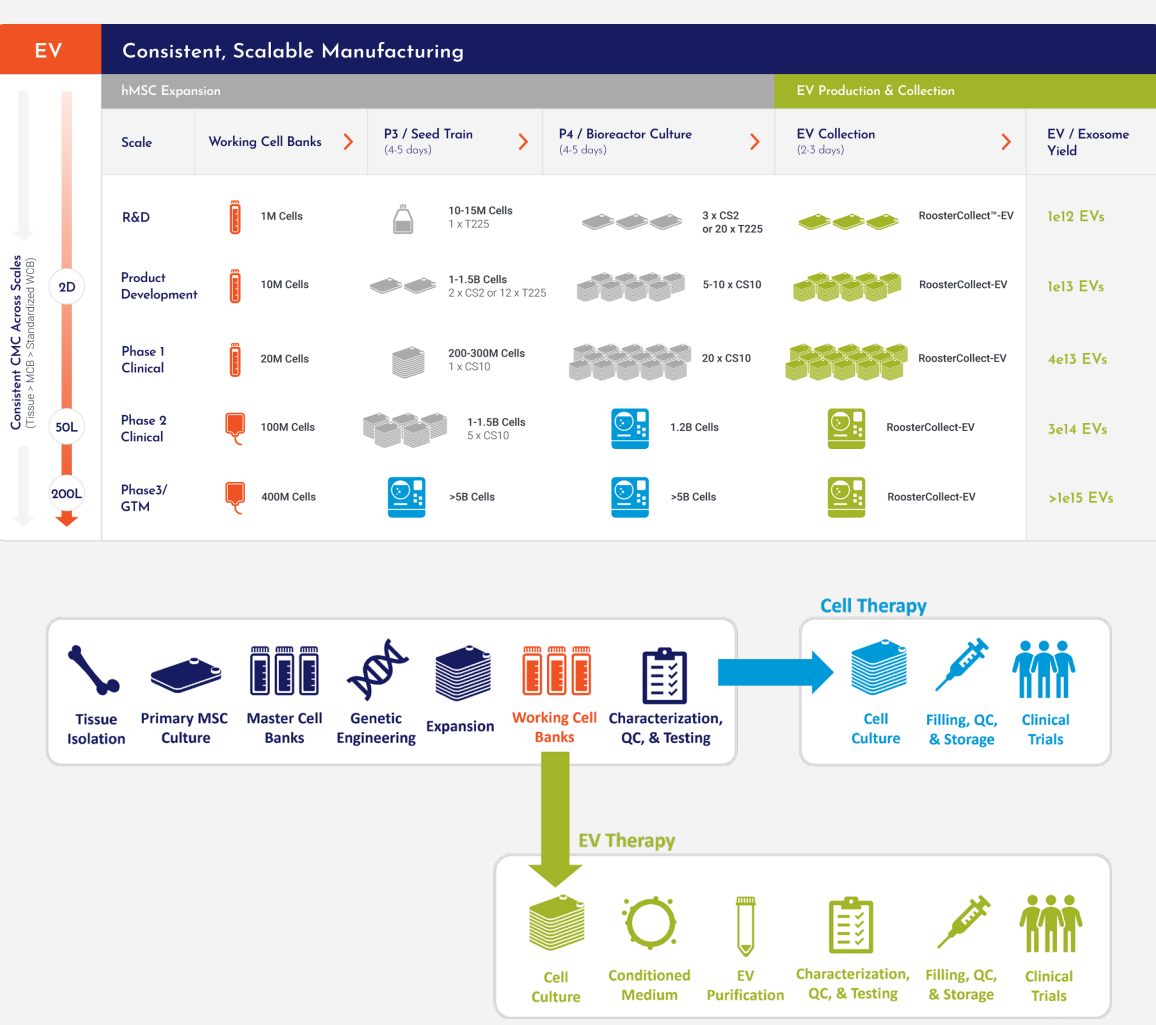 EV
Consistent, Scalable Manufacturing
hMSC Expansion
EV Production & Collection
Scale
Working Cell Banks
P3 / Seed Train
(4-5 days)
P4 / Bioreactor Culture
(4-5 days)
EV Collection
(2-3 days)
EV / Exosome
Yield
R&D
1M Cells
10-15M Cells
1 x T225
3 x CS2
or 20 x T225
RoosterCollect™-EV
1e12 EVs
Product
Development
10M Cells
1-1.5B Cells
2 x CS2 or 12 x T225
5-10 x CS10
RoosterCollect-EV
1e13 EVs
Phase 1
Clinical
20M Cells
200-300M Cells
1 x CS10
20 x CS10
RoosterCollect-EV
4e13 EVs
Phase 2
Clinical
100M Cells
1-1.5B Cells
5 x CS10
1.2B Cells
RoosterCollect-EV
3e14 EVs
Phase3/
GTM
400M Cells
>5B Cells
>5B Cells
RoosterCollect-EV
>1e15 EVs
Consistent CMC Across Scales
(Tissue > MCB > Standardized WCB)
2D
50L
200L
Cell Therapy
Tissue
Isolation
Primary MSC
Culture
Master Cell
Banks
Genetic
Engineering
Expansion
Working Cell
Banks
Characterization,
QC, & Testing
Cell
Culture
Filling, QC,
& Storage
Clinical
Trials
EV Therapy
Cell
Culture
Conditioned
Medium
EV
Purification
Characterization,
QC, & Testing
Filling, QC,
& Storage
Clinical
Trials